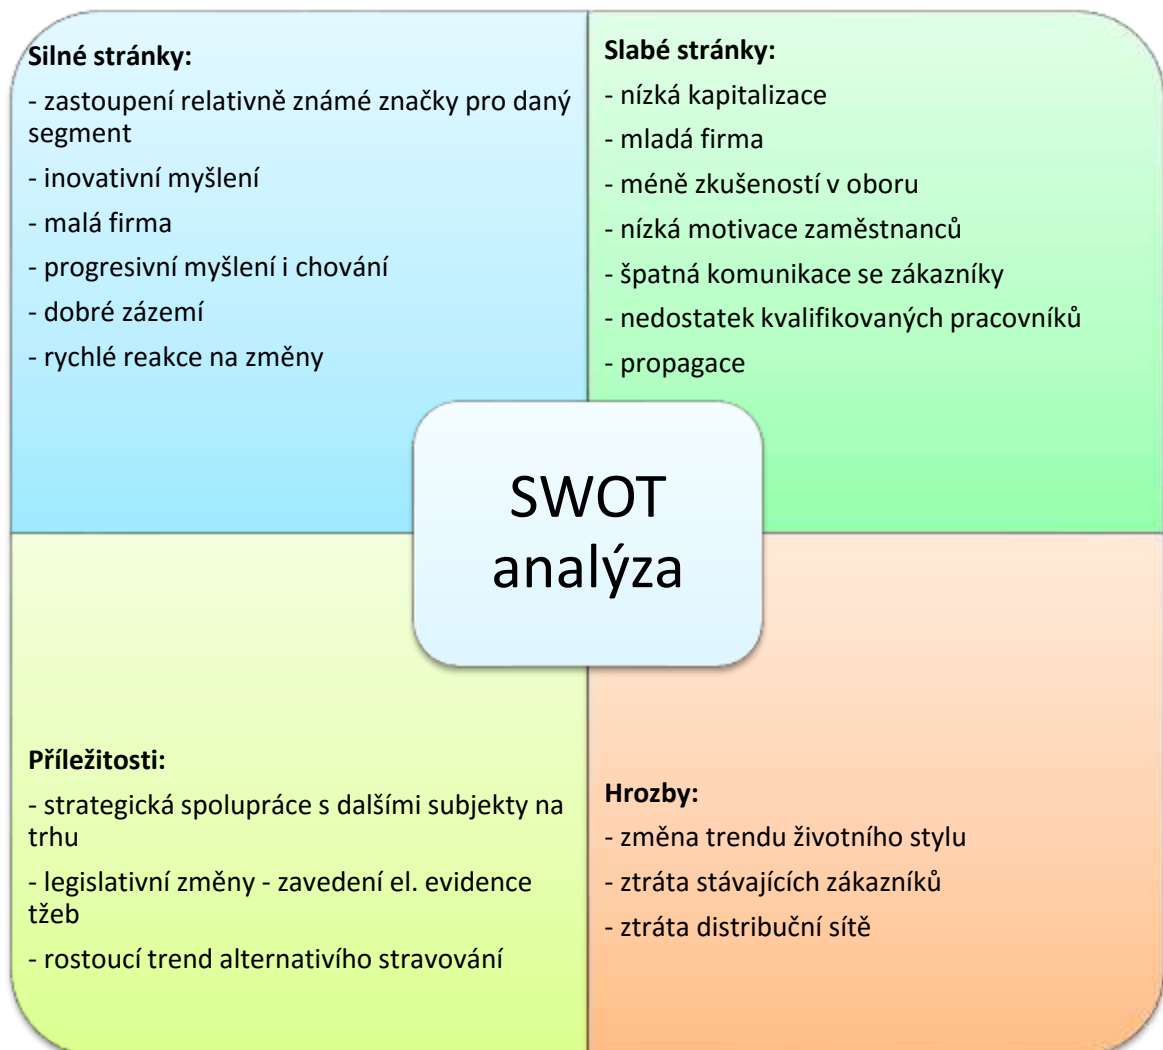 Silné stránky:
- zastoupení relativně známé značky pro daný
segment
- inovativní myšlení
- malá firma
- progresivní myšlení i chování
- dobré zázemí
- rychlé reakce na změny
Slabé stránky:
- nízká kapitalizace
- mladá firma
- méně zkušeností v oboru
- nízká motivace zaměstnanců
- špatná komunikace se zákazníky
- nedostatek kvalifikovaných pracovníků
- propagace
SWOT
analýza
Příležitosti:
- strategická spolupráce s dalšími subjekty na
trhu
- legislativní změny - zavedení el. evidence
tžeb
- rostoucí trend alternativího stravování
Hrozby:
- změna trendu životního stylu
- ztráta stávajících zákazníků
- ztráta distribuční sítě